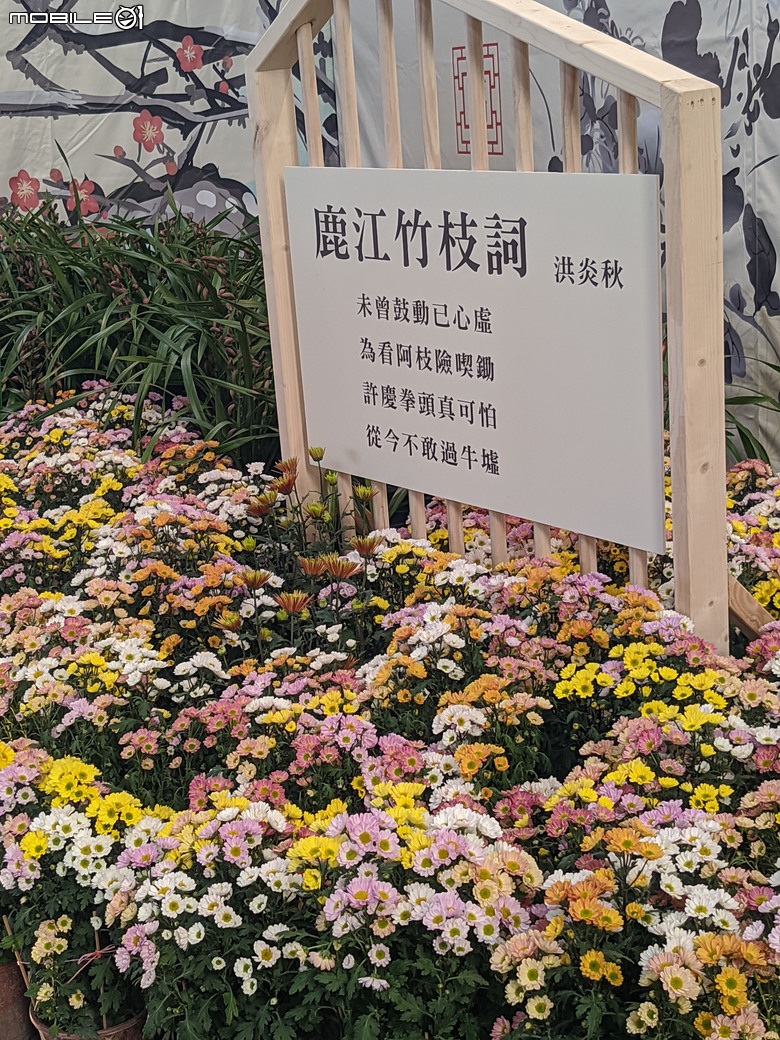 MOBILE01
鹿江竹枝詞 洪炎秋
未曾鼓動已心虛
為看阿枝險喫鋤
許慶拳頭真可怕
從今不敢過牛墟